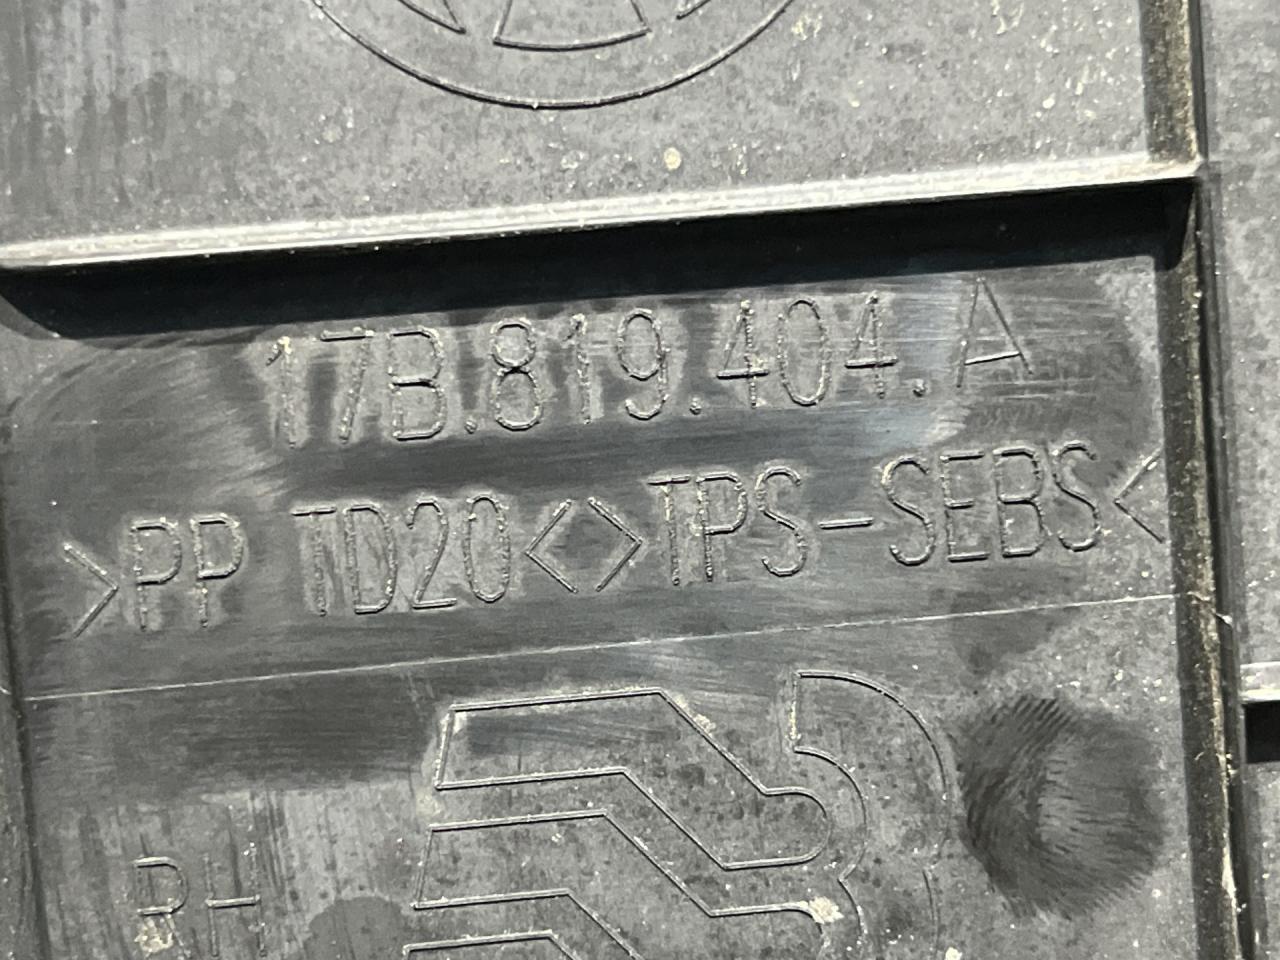 17B.819.404.A
>PP TD20<>TPS-SEBS<
RH